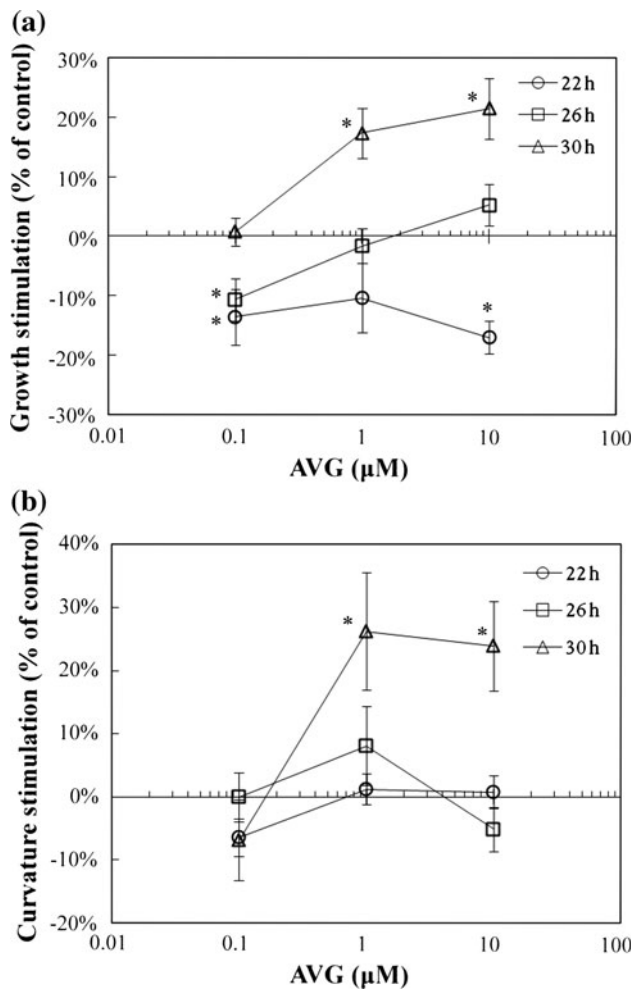 (a)
Growth stimulation (% of control)
30%
20%
10%
0%
-10%
-20%
-30%
* *
*
*
*
22h
26h
30h
0.01 0.1 1 10 100
AVG (μM)
(b)
Curvature stimulation (% of control)
40%
30%
20%
10%
0%
-10%
-20%
* *
22h
26h
30h
0.01 0.1 1 10 100
AVG (μM)